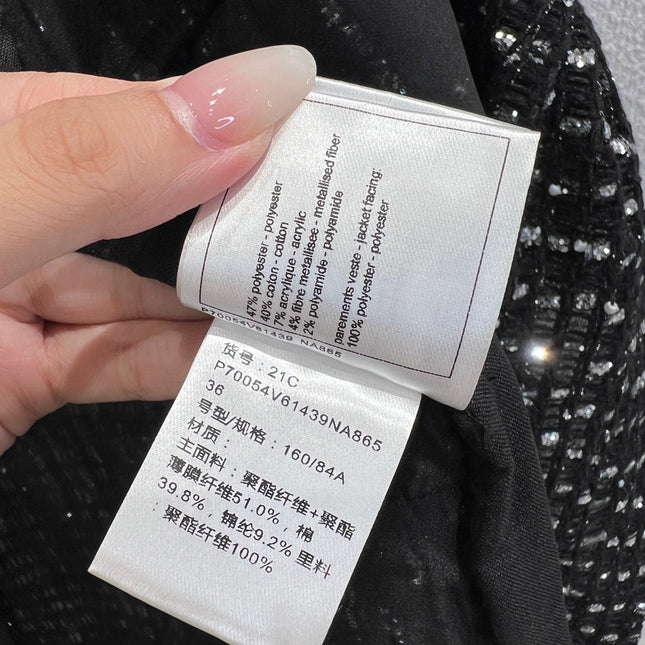 47% polyester - polyester
40% coton - cotton
7% acrylique - acrylic
4% fibre metallisee - metallised fiber
2% polyamide - polyamide
parements veste - jacket facing:
100% polyester - polyester
P70054V61439 NA865
货号：21C
P70054V61439NA865
36
号型/规格：160/84A
材质：
主面料：聚酯纤维+聚酯
薄膜纤维51.0%，棉
39.8%，锦纶9.2% 里料
：聚酯纤维100%